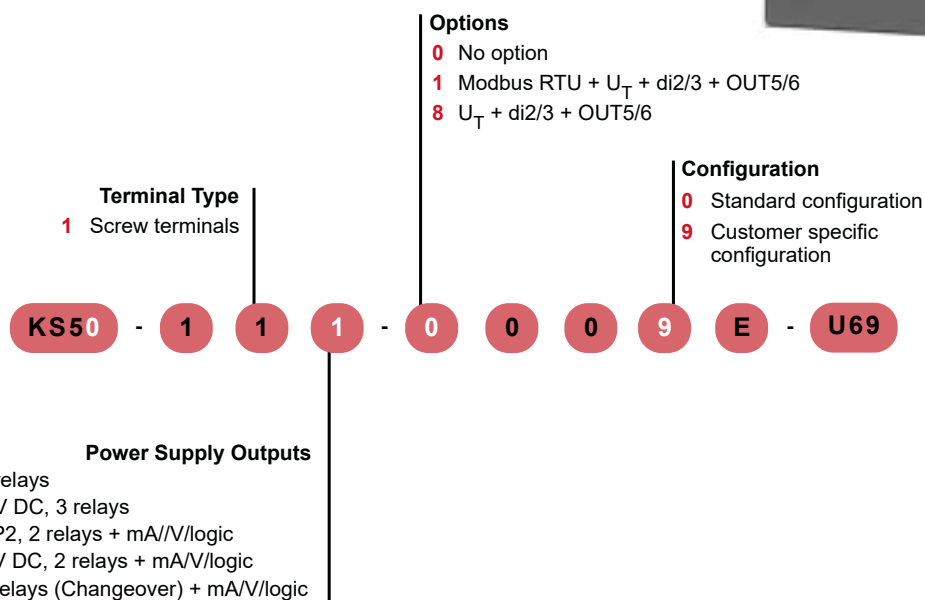 Options
0 No option
1 Modbus RTU + UT + di2/3 + OUT5/6
8 UT + di2/3 + OUT5/6
Configuration
0 Standard configuration
9 Customer specific
configuration
Terminal Type
1 Screw terminals
KS50 - 1 1 1 - 0 0 0 9 E - U69
Power Supply Outputs
relays
V DC, 3 relays
P2, 2 relays + mA//V/logic
V DC, 2 relays + mA/V/logic
elays (Changeover) + mA/V/logic